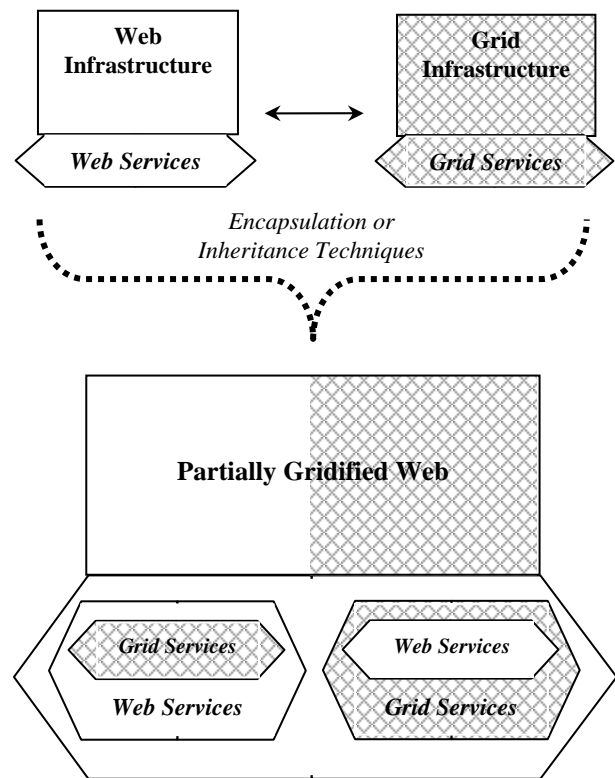 Web
Infrastructure
Grid
Infrastructure
Web Services
Grid Services
Encapsulation or
Inheritance Techniques
Partially Gridified Web
Grid Services
Web Services
Web Services
Grid Services